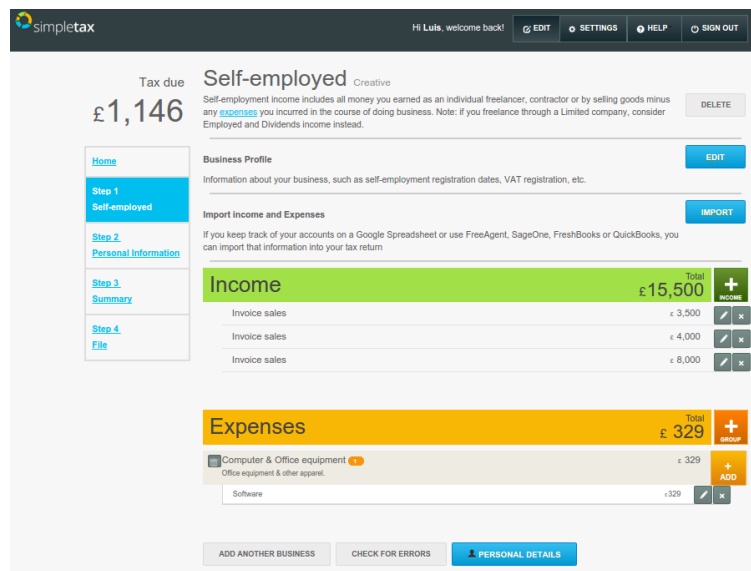 simpletax
Hi Luis, welcome back!
EDIT
SETTINGS
HELP
SIGN OUT
Tax due
£1,146
Home
Step 1
Self-employed
Step 2
Personal Information
Step 3
Summary
Step 4
File
Self-employed Creative
Self-employment income includes all money you earned as an individual freelancer, contractor or by selling goods minus
any expenses you incurred in the course of doing business. Note: if you freelance through a Limited company, consider
Employed and Dividends income instead.
DELETE
Business Profile
EDIT
Information about your business, such as self-employment registration dates, VAT registration, etc.
Import income and Expenses
IMPORT
If you keep track of your accounts on a Google Spreadsheet or use FreeAgent, SageOne, FreshBooks or QuickBooks, you
can import that information into your tax return
Income
Total
£15,500
+
INCOME
Invoice sales £ 3,500
Invoice sales £ 4,000
Invoice sales £ 8,000
Expenses
Total
£ 329
+
GROUP
Computer & Office equipment 1 £ 329
Office equipment & other apparel.
+
ADD
Software £329
ADD ANOTHER BUSINESS
CHECK FOR ERRORS
PERSONAL DETAILS